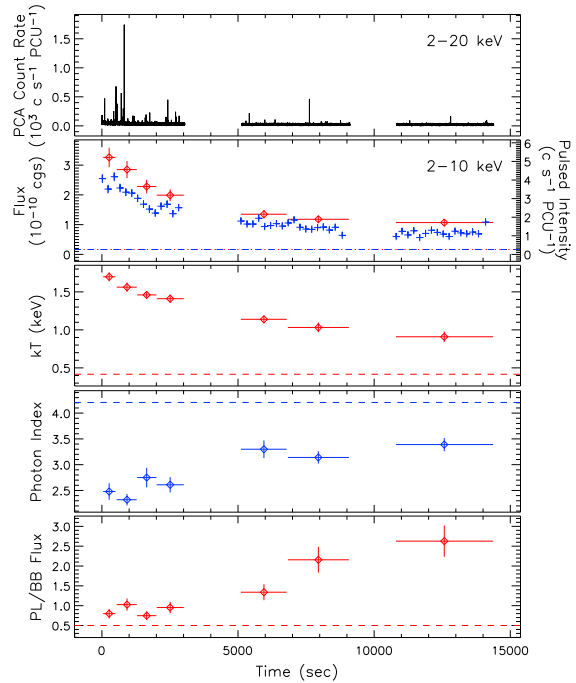 PCA Count Rate
(10³ c s⁻¹ PCU⁻¹)
2−20 keV
1.5
1.0
0.5
0.0
Flux
(10⁻¹⁰ cgs)
2−10 keV
3
2
1
0
6
5
4
3
2
1
0
Pulsed Intensity
(c s⁻¹ PCU⁻¹)
kT (keV)
1.5
1.0
0.5
Photon Index
4.0
3.5
3.0
2.5
PL/BB Flux
3.0
2.5
2.0
1.5
1.0
0.5
0
5000
10000
15000
Time (sec)